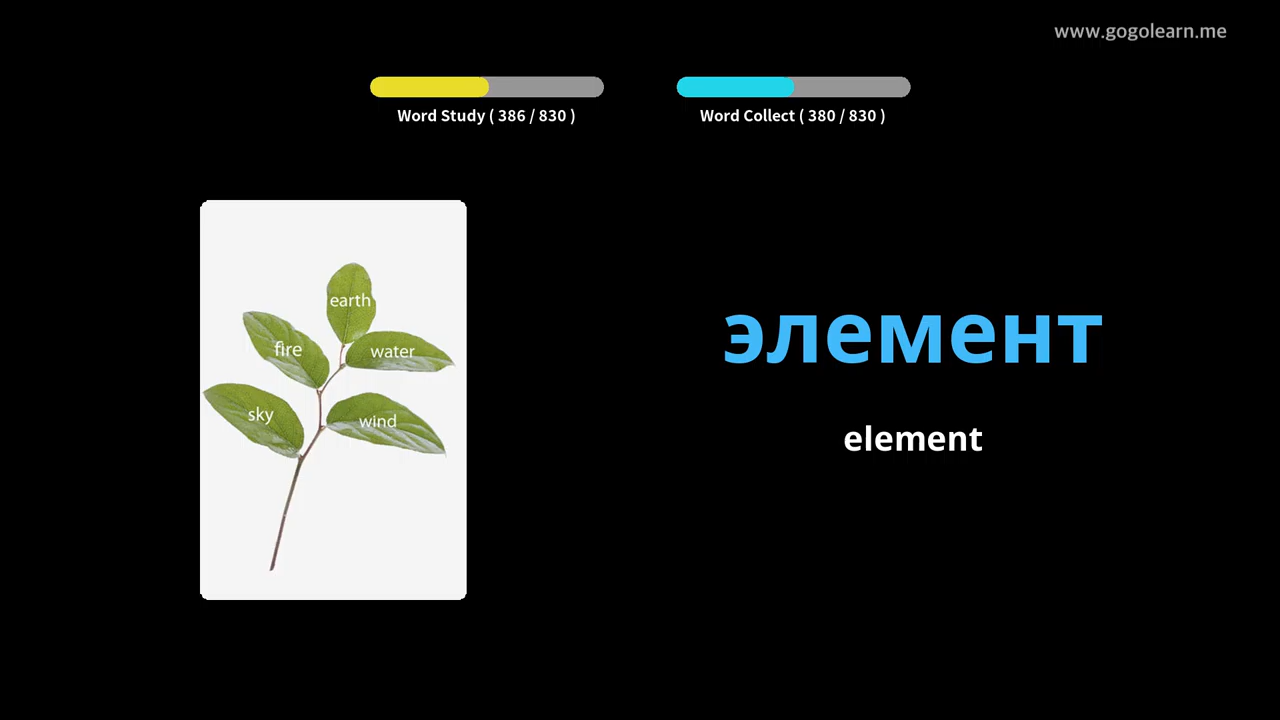 www.gogolearn.me
Word Study ( 386 / 830 )
Word Collect ( 380 / 830 )
earth
fire
water
sky
wind
элемент
element